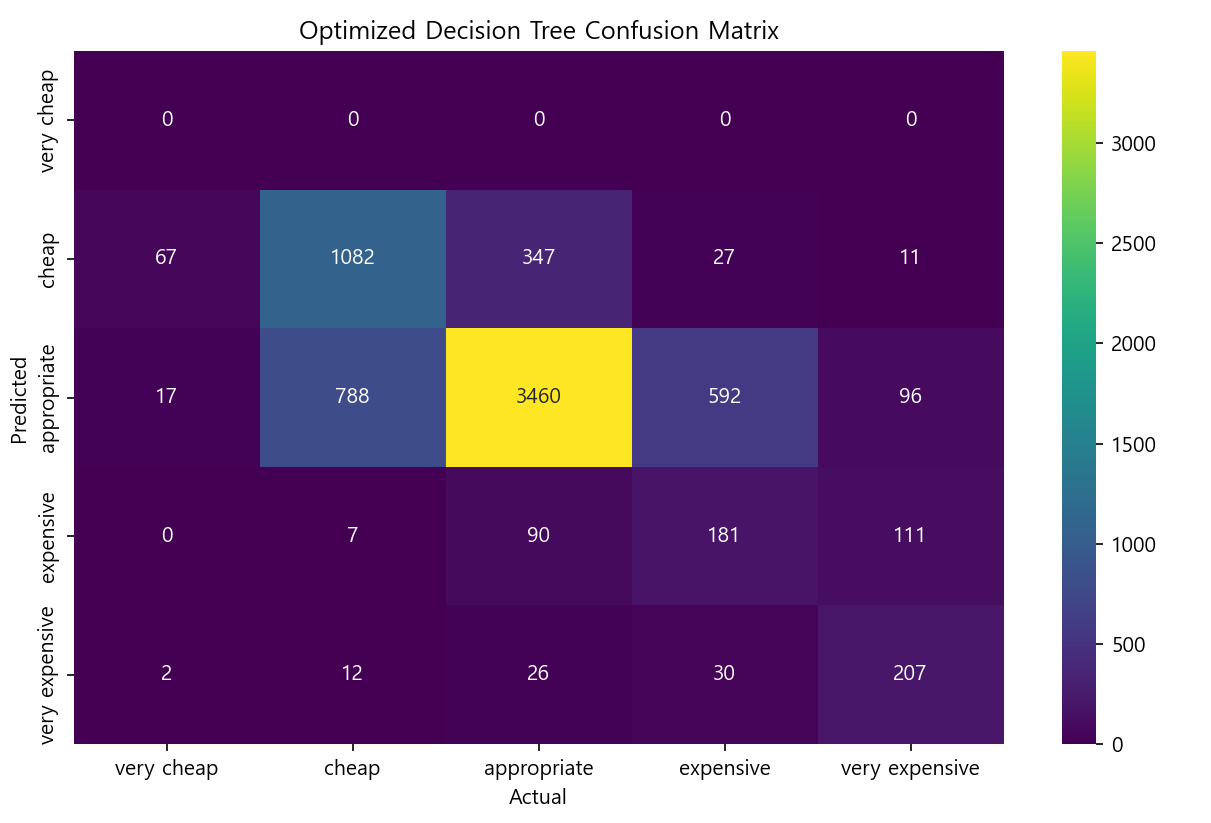 Optimized Decision Tree Confusion Matrix
very cheap
0 0 0 0 0
cheap
67 1082 347 27 11
Predicted
appropriate
17 788 3460 592 96
expensive
0 7 90 181 111
very expensive
2 12 26 30 207
very cheap cheap appropriate expensive very expensive
Actual
3000
2500
2000
1500
1000
500
0